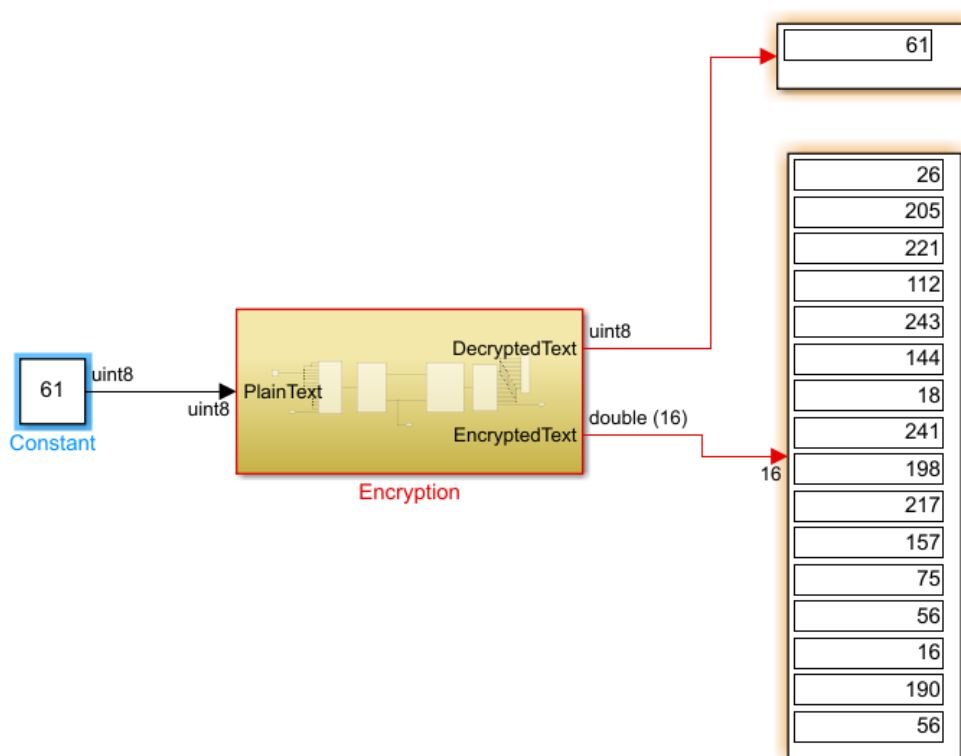 61
26
205
221
112
243
144
18
241
198
217
157
75
56
16
190
56
61
uint8
Constant
uint8
PlainText
DecryptedText
EncryptedText
Encryption
uint8
double (16)
16